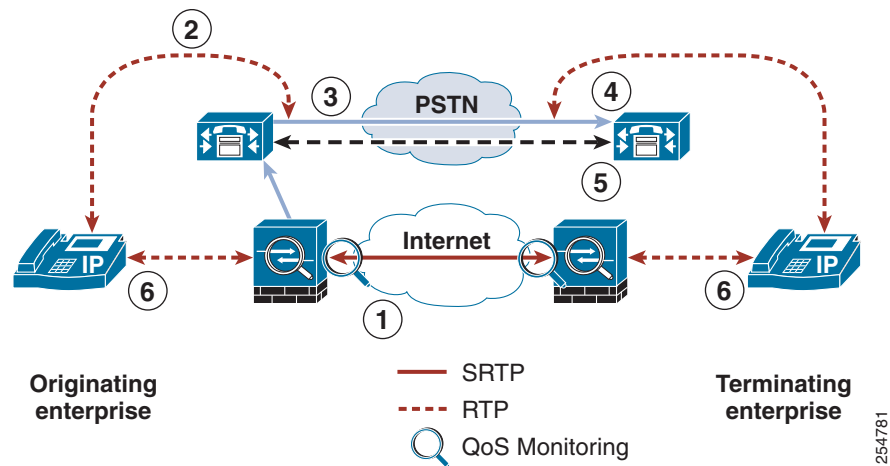 2
3
PSTN
4
5
IP
6
Internet
1
6
IP
Originating
enterprise
SRTP
RTP
QoS Monitoring
Terminating
enterprise
254781